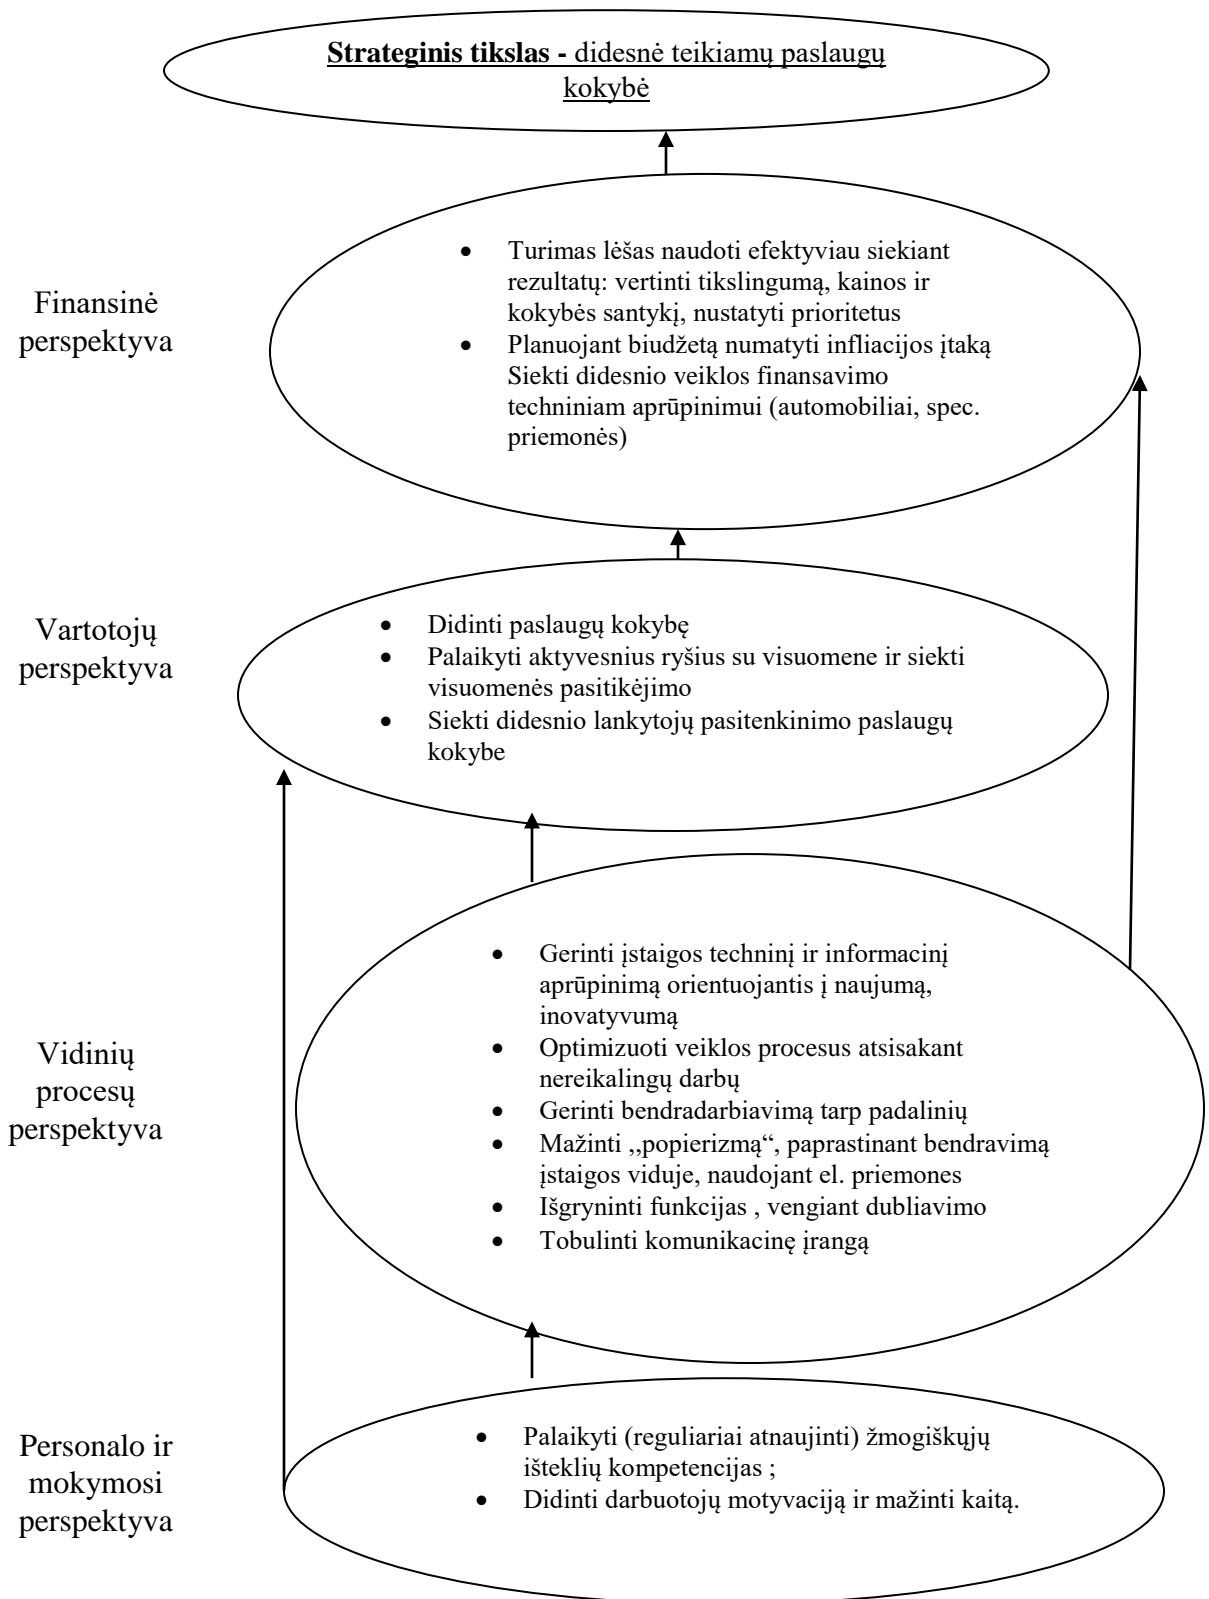 Strateginis tikslas - didesnė teikiamų paslaugų
kokybė
Finansinė
perspektyva
• Turimas lėšas naudoti efektyviau siekiant
rezultatų: vertinti tikslingumą, kainos ir
kokybės santykį, nustatyti prioritetus
• Planuojant biudžetą numatyti infliacijos įtaką
Siekti didesnio veiklos finansavimo
techniniam aprūpinimui (automobiliai, spec.
priemonės)
Vartotojų
perspektyva
• Didinti paslaugų kokybę
• Palaikyti aktyvesnius ryšius su visuomene ir siekti
visuomenės pasitikėjimo
• Siekti didesnio lankytojų pasitenkinimo paslaugų
kokybe
Vidinių
procesų
perspektyva
• Gerinti įstaigos techninį ir informacinį
aprūpinimą orientuojantis į naujumą,
inovatyvumą
• Optimizuoti veiklos procesus atsisakant
nereikalingų darbų
• Gerinti bendradarbiavimą tarp padalinių
• Mažinti ,,popierizmą“, paprastinant bendravimą
įstaigos viduje, naudojant el. priemones
• Išgryninti funkcijas , vengiant dubliavimo
• Tobulinti komunikacinę įrangą
Personalo ir
mokymosi
perspektyva
• Palaikyti (reguliariai atnaujinti) žmogiškųjų
išteklių kompetencijas ;
• Didinti darbuotojų motyvaciją ir mažinti kaitą.